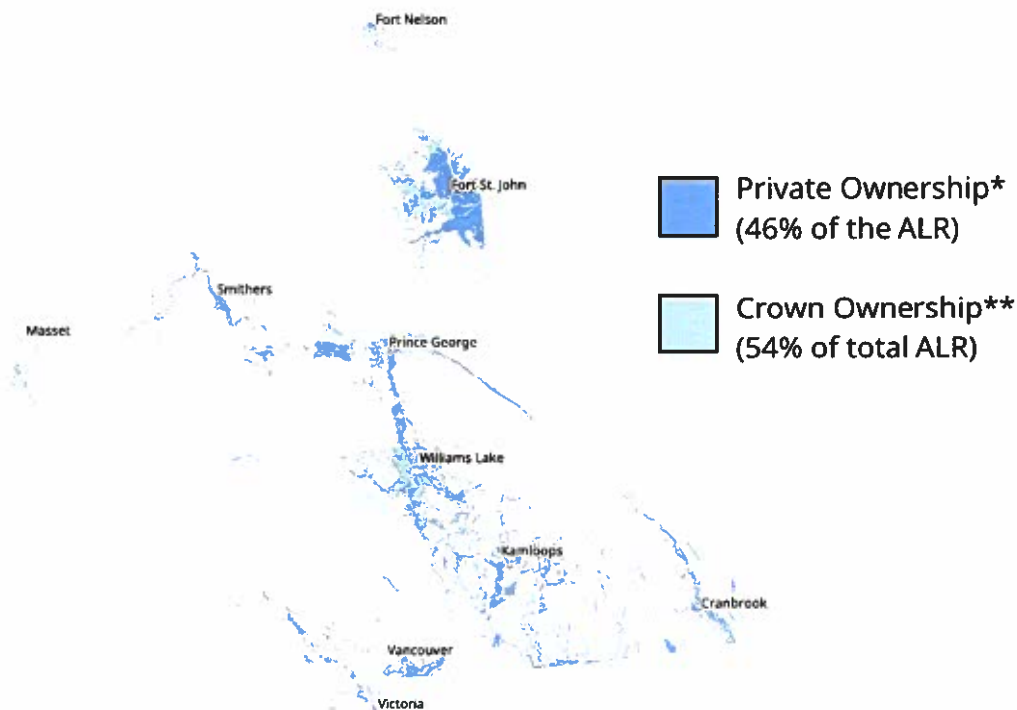 Fort Nelson
Fort St. John
Private Ownership*
(46% of the ALR)
Smithers
Crown Ownership**
(54% of total ALR)
Masset
Prince George
Williams Lake
Kamloops
Cranbrook
Vancouver
Victoria